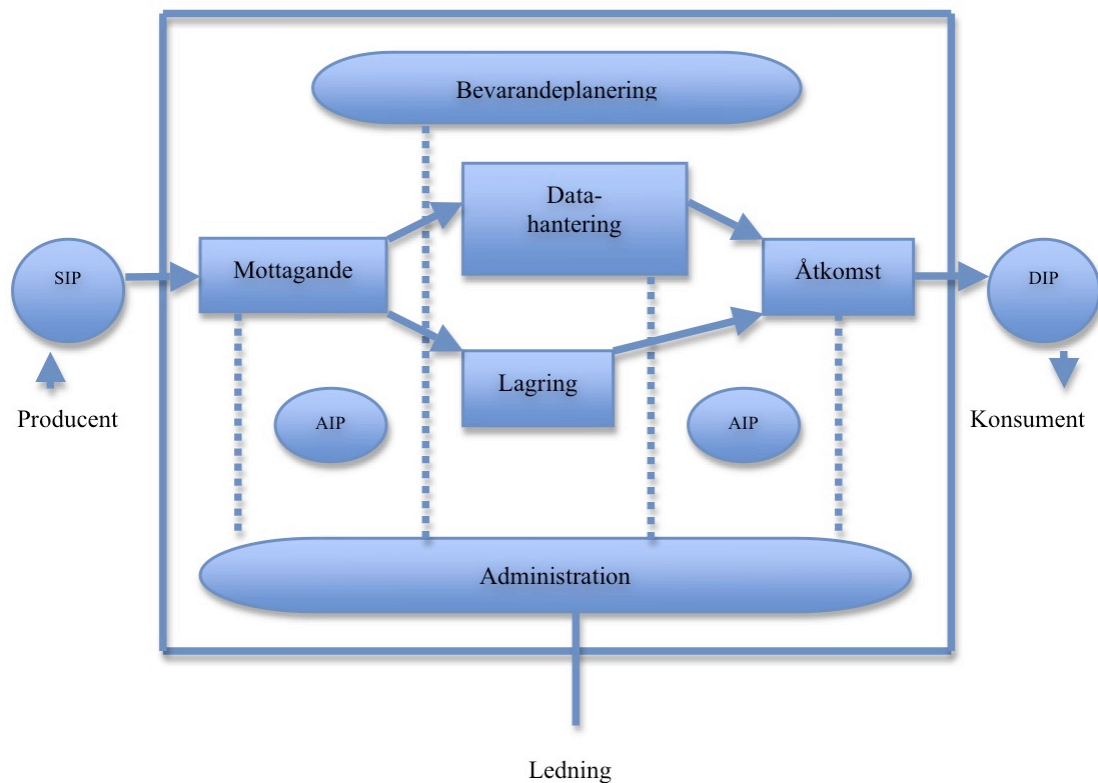 Bevarandeplanering
Data-
hantering
SIP
Mottagande
Åtkomst
DIP
Lagring
Producent
AIP
AIP
Konsument
Administration
Ledning